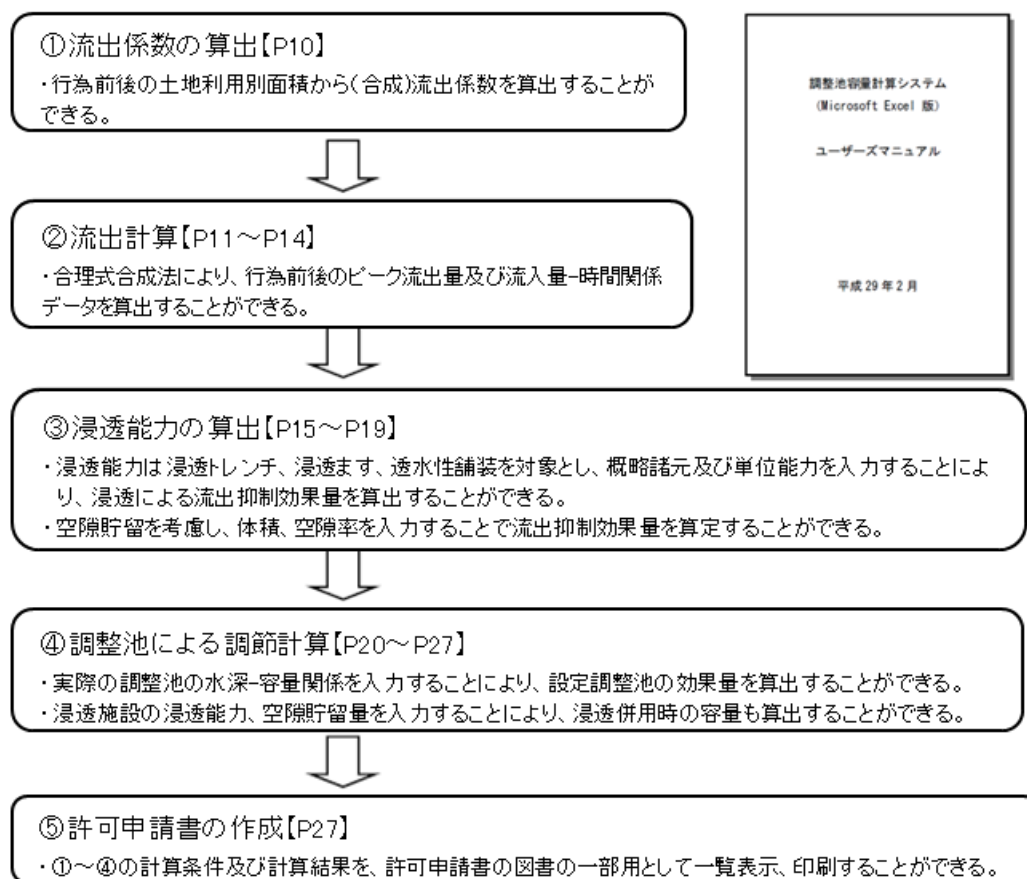 ①流出係数の算出【P10】
・行為前後の土地利用別面積から(合成)流出係数を算出することが
できる。
調整池容量計算システム
(Microsoft Excel 版)
ユーザーズマニュアル
平成 29 年 2 月
②流出計算【P11～P14】
・合理式合成法により、行為前後のピーク流出量及び流入量-時間関係
データを算出することができる。
③浸透能力の算出【P15～P19】
・浸透能力は浸透トレンチ、浸透ます、透水性舗装を対象とし、概略諸元及び単位能力を入力することによ
り、浸透による流出抑制効果量を算出することができる。
・空隙貯留を考慮し、体積、空隙率を入力することで流出抑制効果量を算定することができる。
④調整池による調節計算【P20～P27】
・実際の調整池の水深-容量関係を入力することにより、設定調整池の効果量を算出することができる。
・浸透施設の浸透能力、空隙貯留量を入力することにより、浸透併用時の容量も算出することができる。
⑤許可申請書の作成【P27】
・①～④の計算条件及び計算結果を、許可申請書の図書の一部用として一覧表示、印刷することができる。